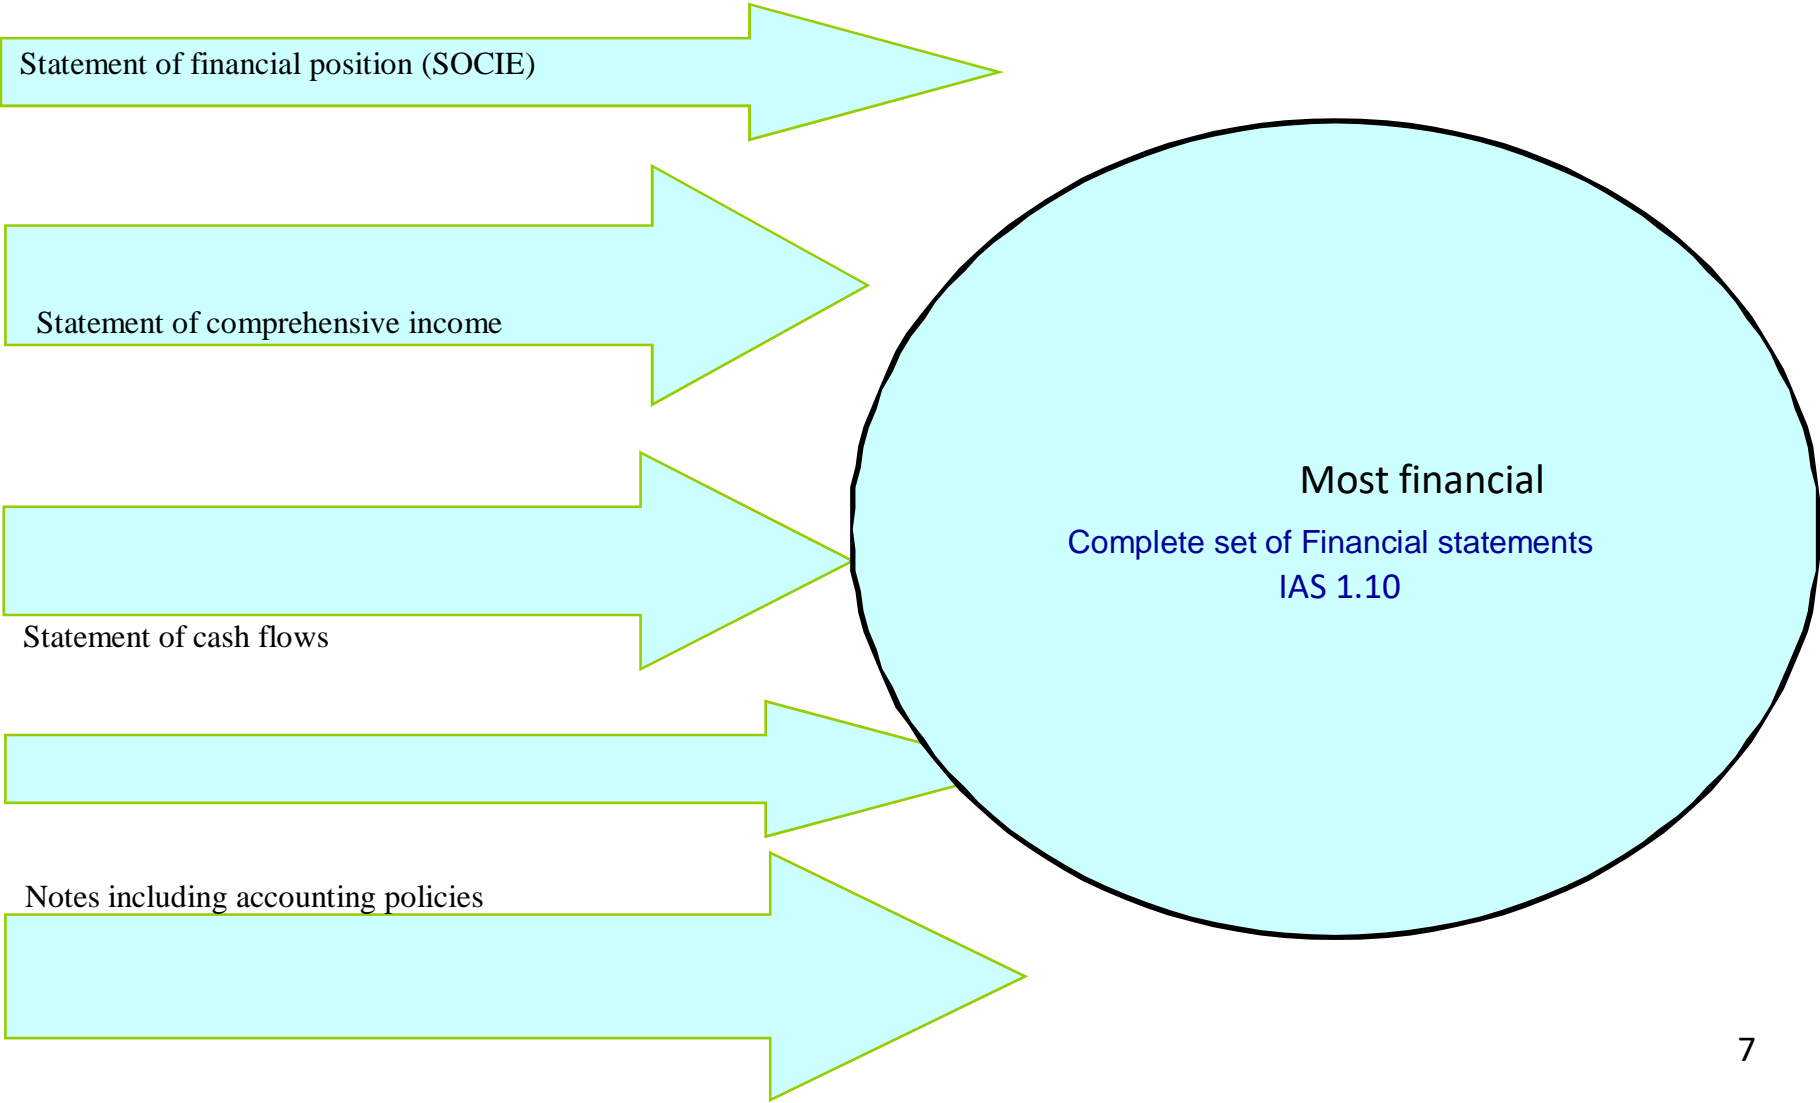 Statement of financial position (SOCIE)
Statement of comprehensive income
Most financial
Complete set of Financial statements
IAS 1.10
Statement of cash flows
Notes including accounting policies
7